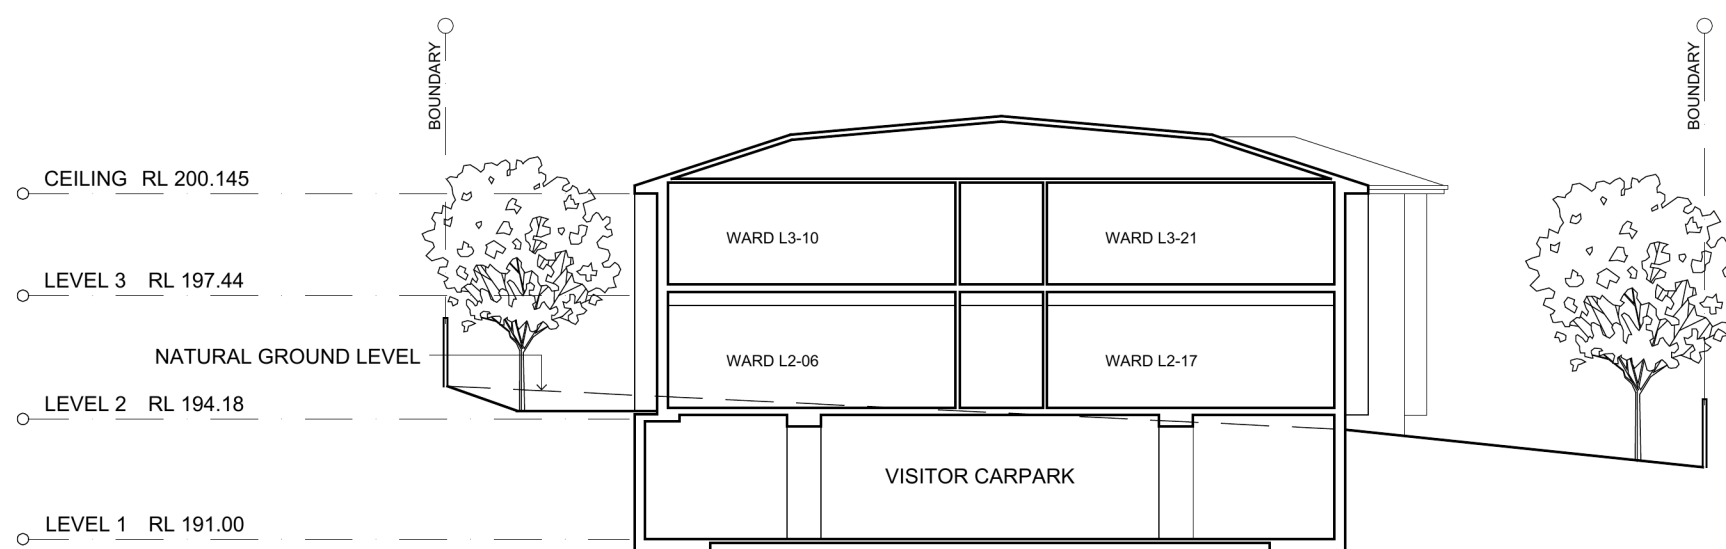 BOUNDARY
BOUNDARY
CEILING RL 200.145
WARD L3-10
WARD L3-21
LEVEL 3 RL 197.44
NATURAL GROUND LEVEL
WARD L2-06
WARD L2-17
LEVEL 2 RL 194.18
VISITOR CARPARK
LEVEL 1 RL 191.00